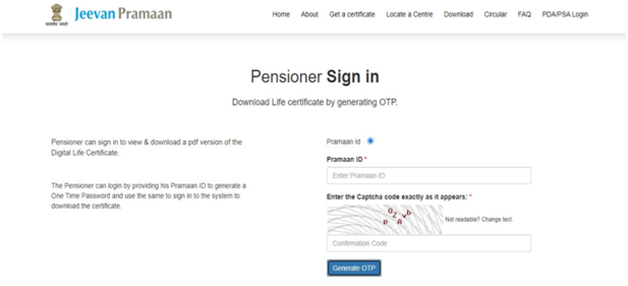 Jeevan Pramaan
Home About Get a certificate Locate a Centre Download Circular FAQ PDA/PSA Login
Pensioner Sign in
Download Life certificate by generating OTP.
Pensioner can sign in to view & download a pdf version of the
Digital Life Certificate.
The Pensioner can login by providing his Pramaan ID to generate a
One Time Password and use the same to sign in to the system to
download the certificate.
Pramaan Id
Pramaan ID *
Enter Pramaan ID
Enter the Captcha code exactly as it appears: *
Not readable? Change text.
Confirmation Code
Generate OTP